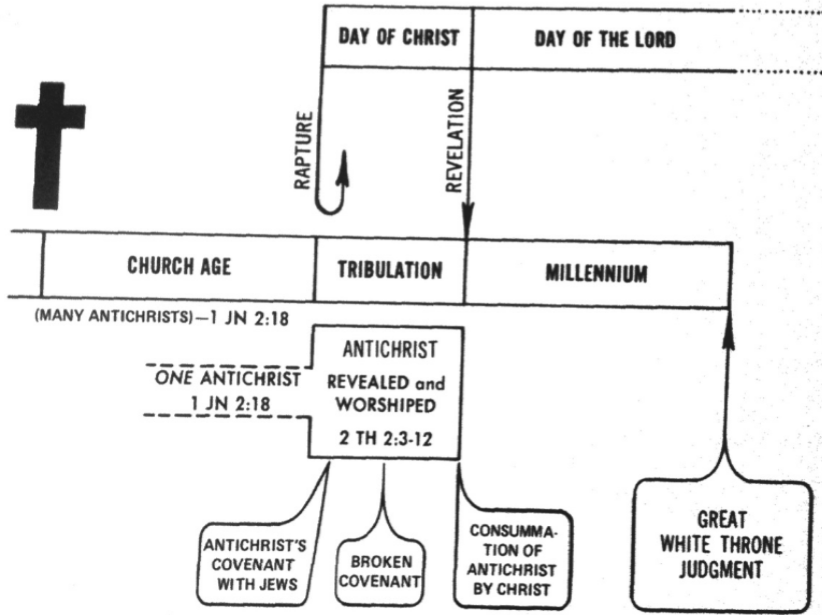 DAY OF CHRIST
DAY OF THE LORD
RAPTURE
REVELATION
CHURCH AGE
TRIBULATION
MILLENNIUM
(MANY ANTICHRISTS)—1 JN 2:18
ONE ANTICHRIST
1 JN 2:18
ANTICHRIST
REVEALED and
WORSHIPED
2 TH 2:3-12
ANTICHRIST'S
COVENANT
WITH JEWS
BROKEN
COVENANT
CONSUMMA-
TION OF
ANTICHRIST
BY CHRIST
GREAT
WHITE THRONE
JUDGMENT